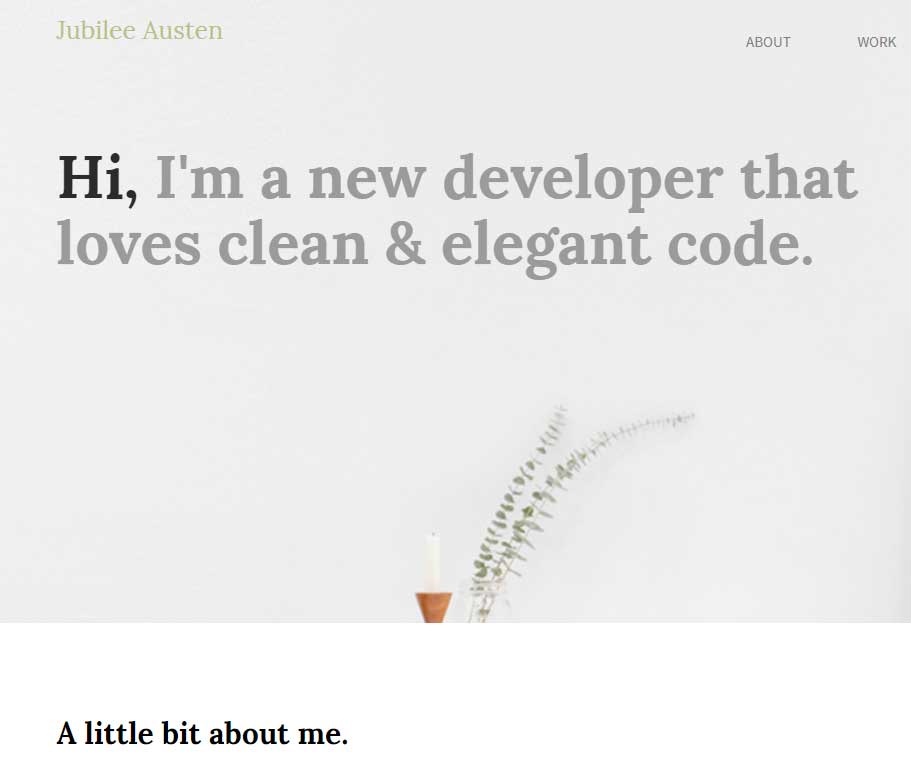 Jubilee Austen
ABOUT WORK
Hi, I'm a new developer that
loves clean & elegant code.
A little bit about me.